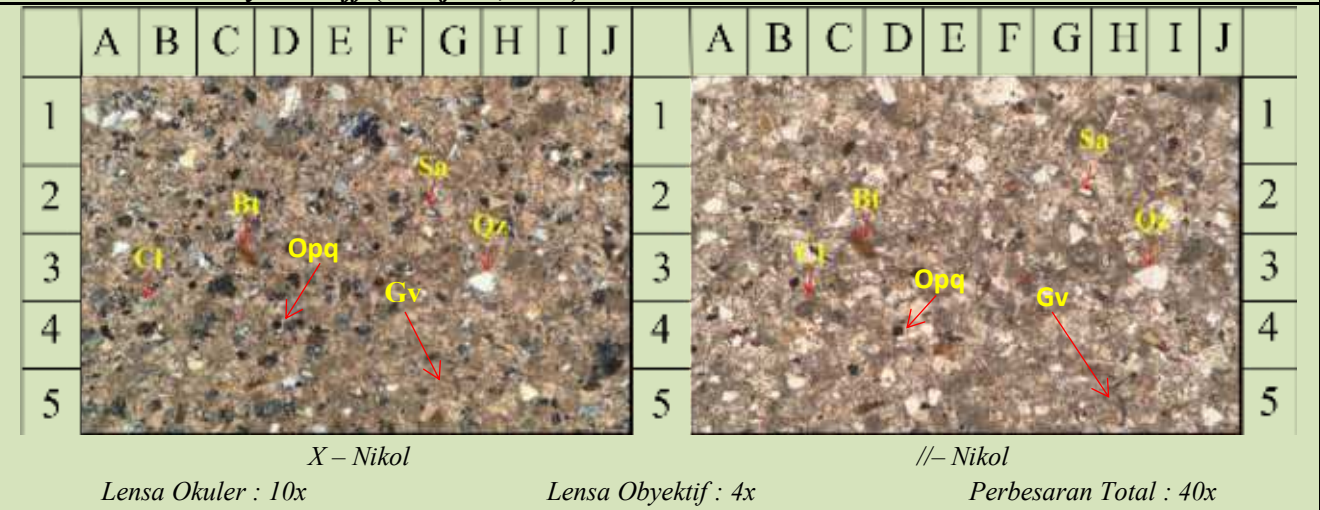 A B C D E F G H I J A B C D E F G H I J
1 1 1
Sa Sa
2 2 2
Bt Bt
Qz Qz
Opq
3 3 3
Opq
Gv Gv
4 4 4
5 5 5
X – Nikol //– Nikol
Lensa Okuler : 10x Lensa Obyektif : 4x Perbesaran Total : 40x